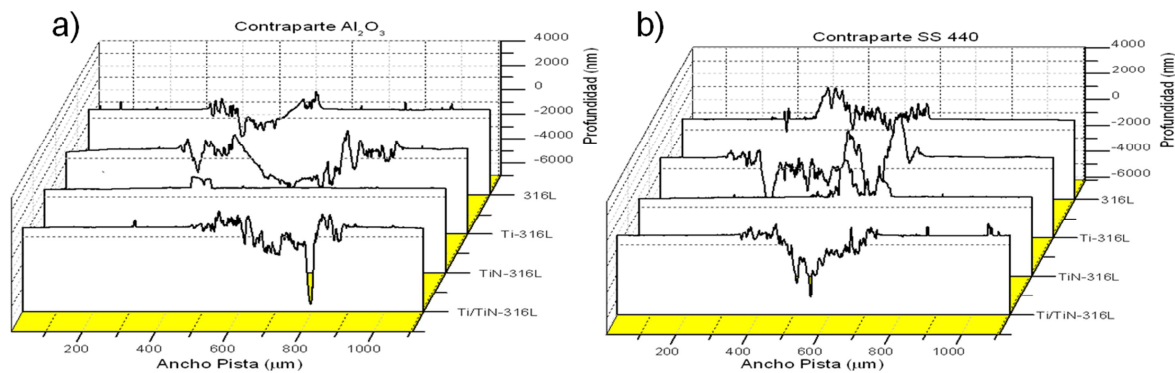 a)
Contraparte Al₂O₃
4000
2000
0
-2000
-4000
-6000
Profundidad (nm)
316L
Ti-316L
TiN-316L
Ti/TiN-316L
200 400 600 800 1000
Ancho Pista (μm)
b)
Contraparte SS 440
4000
2000
0
-2000
-4000
-6000
Profundidad (nm)
316L
Ti-316L
TiN-316L
Ti/TiN-316L
200 400 600 800 1000
Ancho Pista (μm)